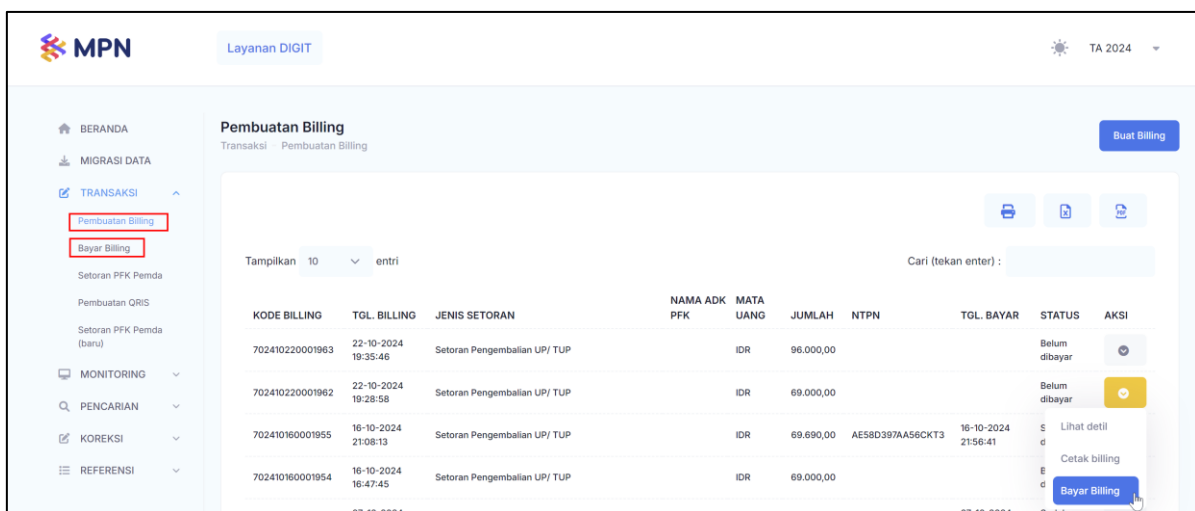 MPN
Layanan DIGIT
TA 2024
BERANDA
MIGRASI DATA
TRANSAKSI
Pembuatan Billing
Bayar Billing
Setoran PFK Pemda
Pembuatan QRIS
Setoran PFK Pemda
(baru)
MONITORING
PENCARIAN
KOREKSI
REFERENSI
Pembuatan Billing
Transaksi - Pembuatan Billing
Buat Billing
Tampilkan 10 entri
Cari (tekan enter) :
KODE BILLING TGL. BILLING JENIS SETORAN NAMA ADK PFK MATA UANG JUMLAH NTPN TGL. BAYAR STATUS AKSI
702410220001963 22-10-2024 19:35:46 Setoran Pengembalian UP/ TUP IDR 96.000,00 Belum dibayar
702410220001962 22-10-2024 19:28:58 Setoran Pengembalian UP/ TUP IDR 69.000,00 Belum dibayar
702410160001955 16-10-2024 21:08:13 Setoran Pengembalian UP/ TUP IDR 69.690,00 AE58D397AA56CKT3 16-10-2024 21:56:41
702410160001954 16-10-2024 16:47:45 Setoran Pengembalian UP/ TUP IDR 69.000,00
Lihat detil
Cetak billing
Bayar Billing